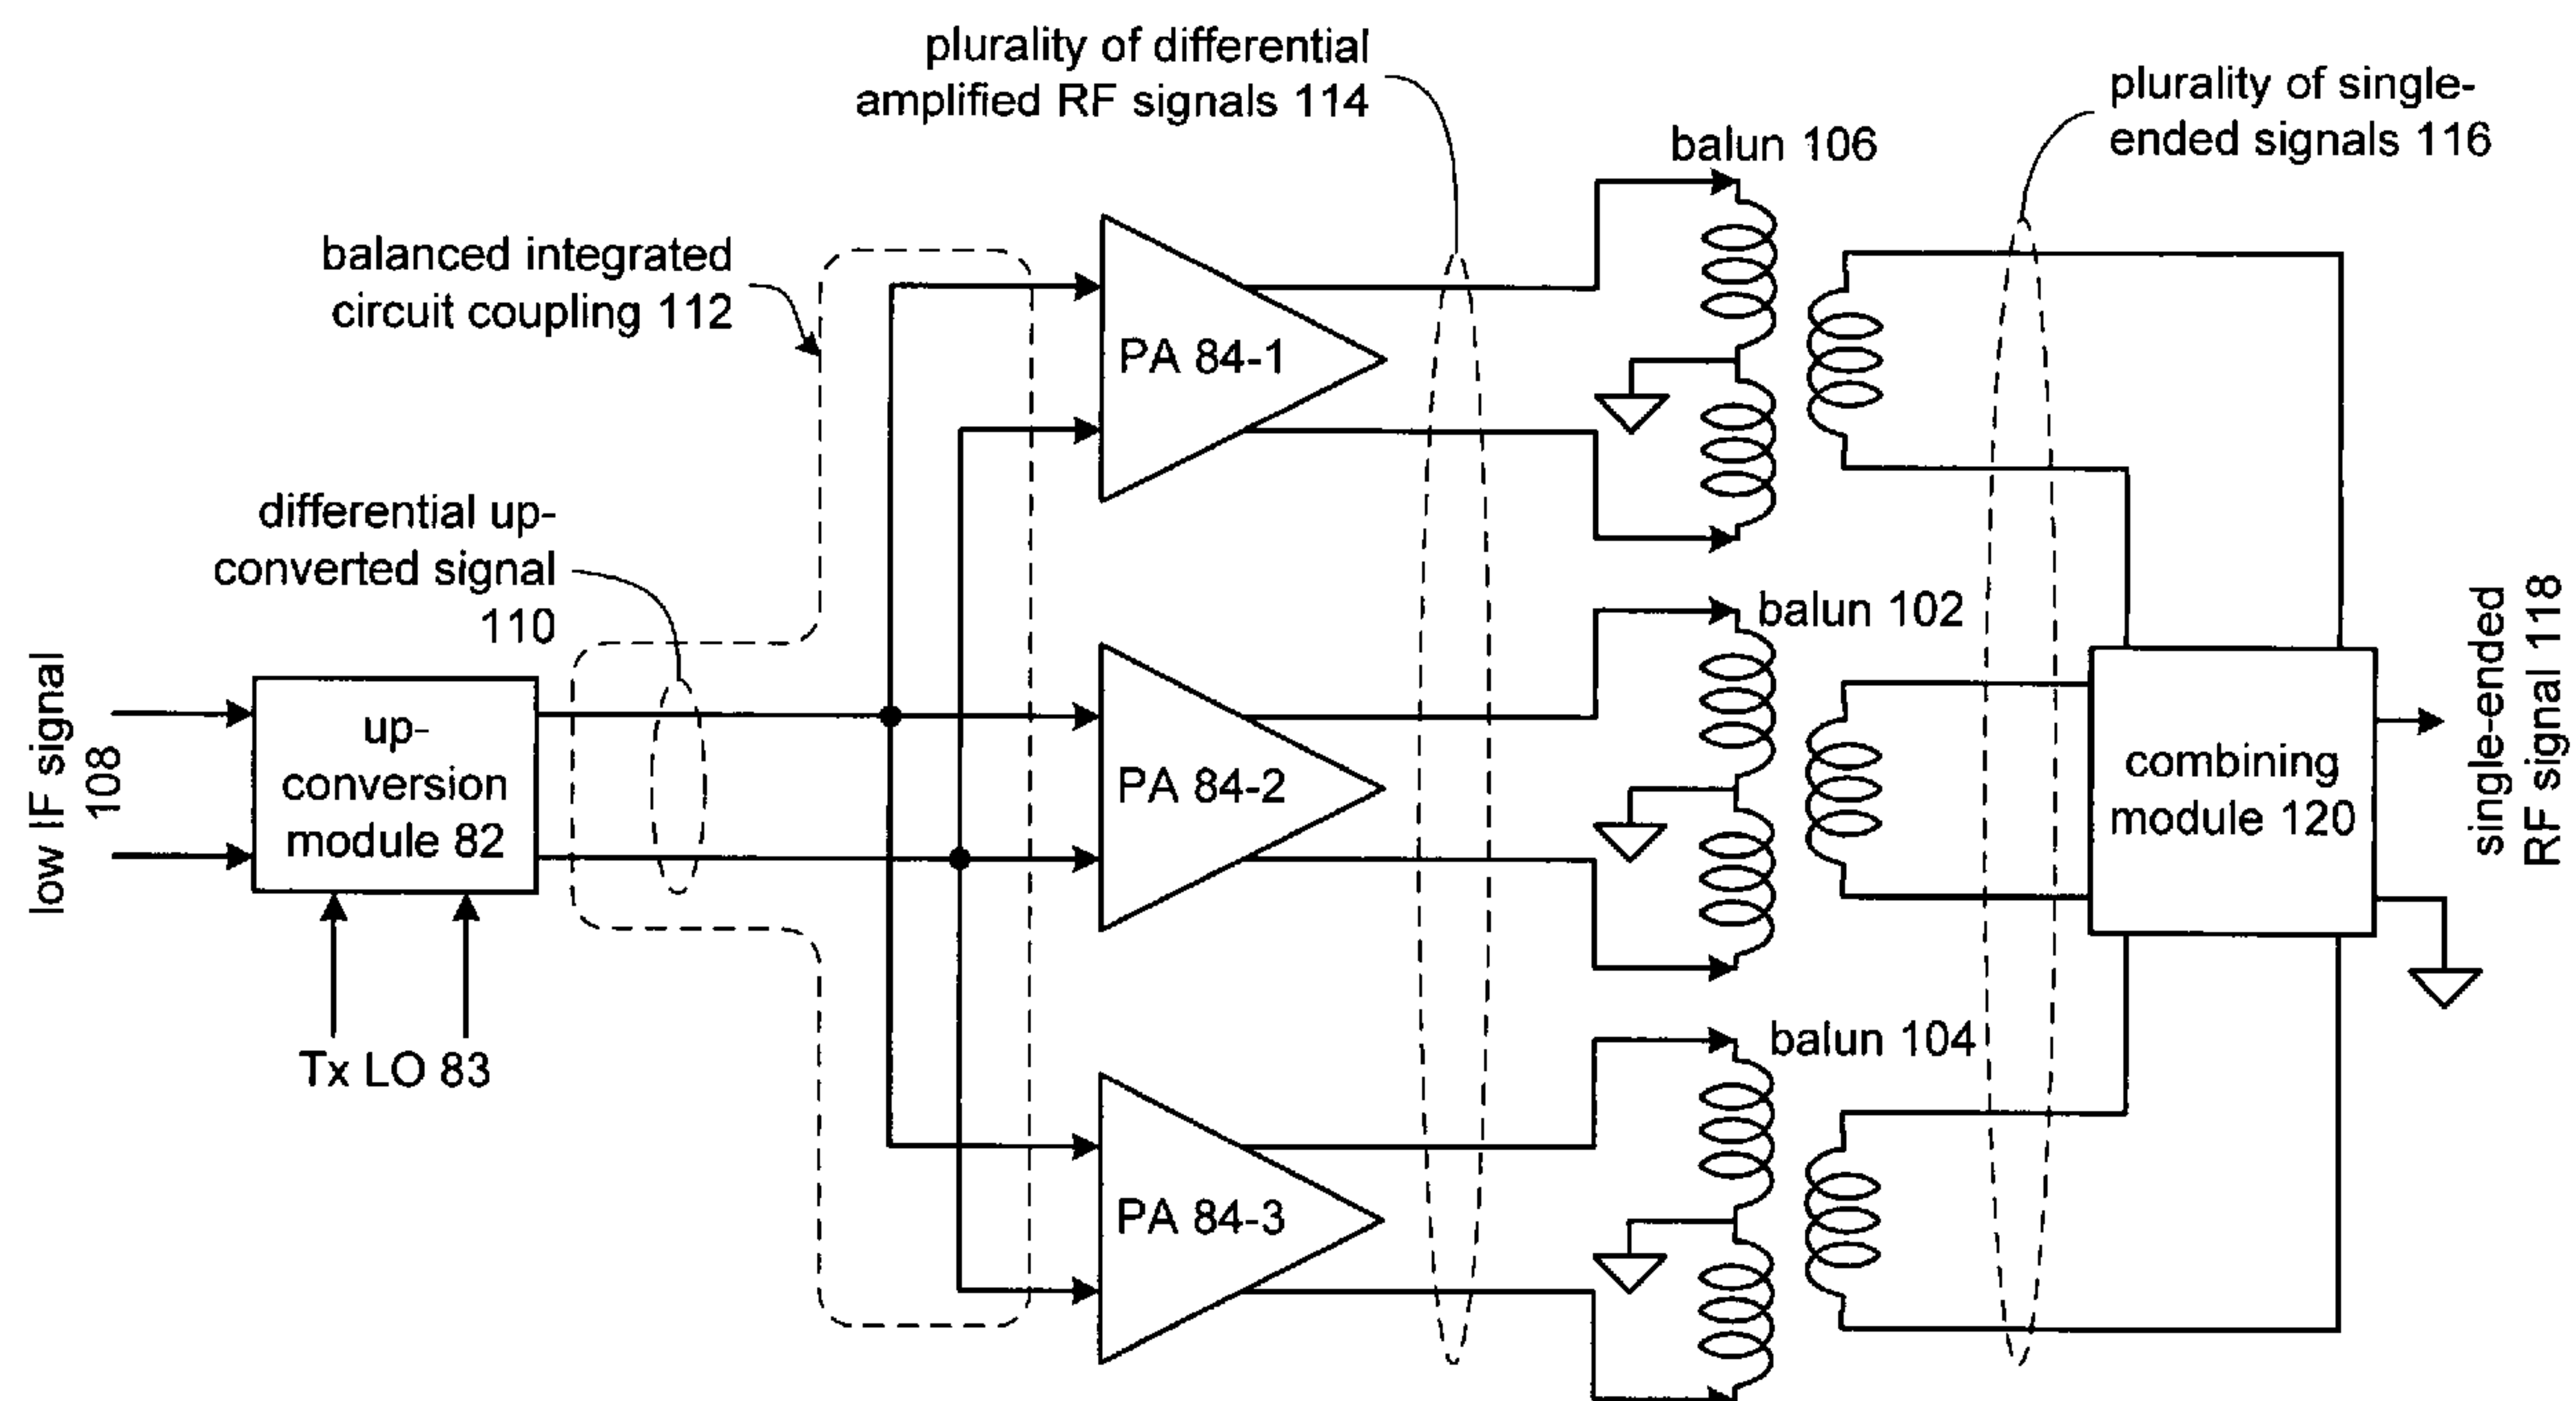 plurality of differential
amplified RF signals 114
plurality of single-
ended signals 116
balun 106
balanced integrated
circuit coupling 112
PA 84-1
differential up-
converted signal
110
balun 102
low IF signal
108
up-
conversion
module 82
PA 84-2
combining
module 120
single-ended
RF signal 118
Tx LO 83
balun 104
PA 84-3